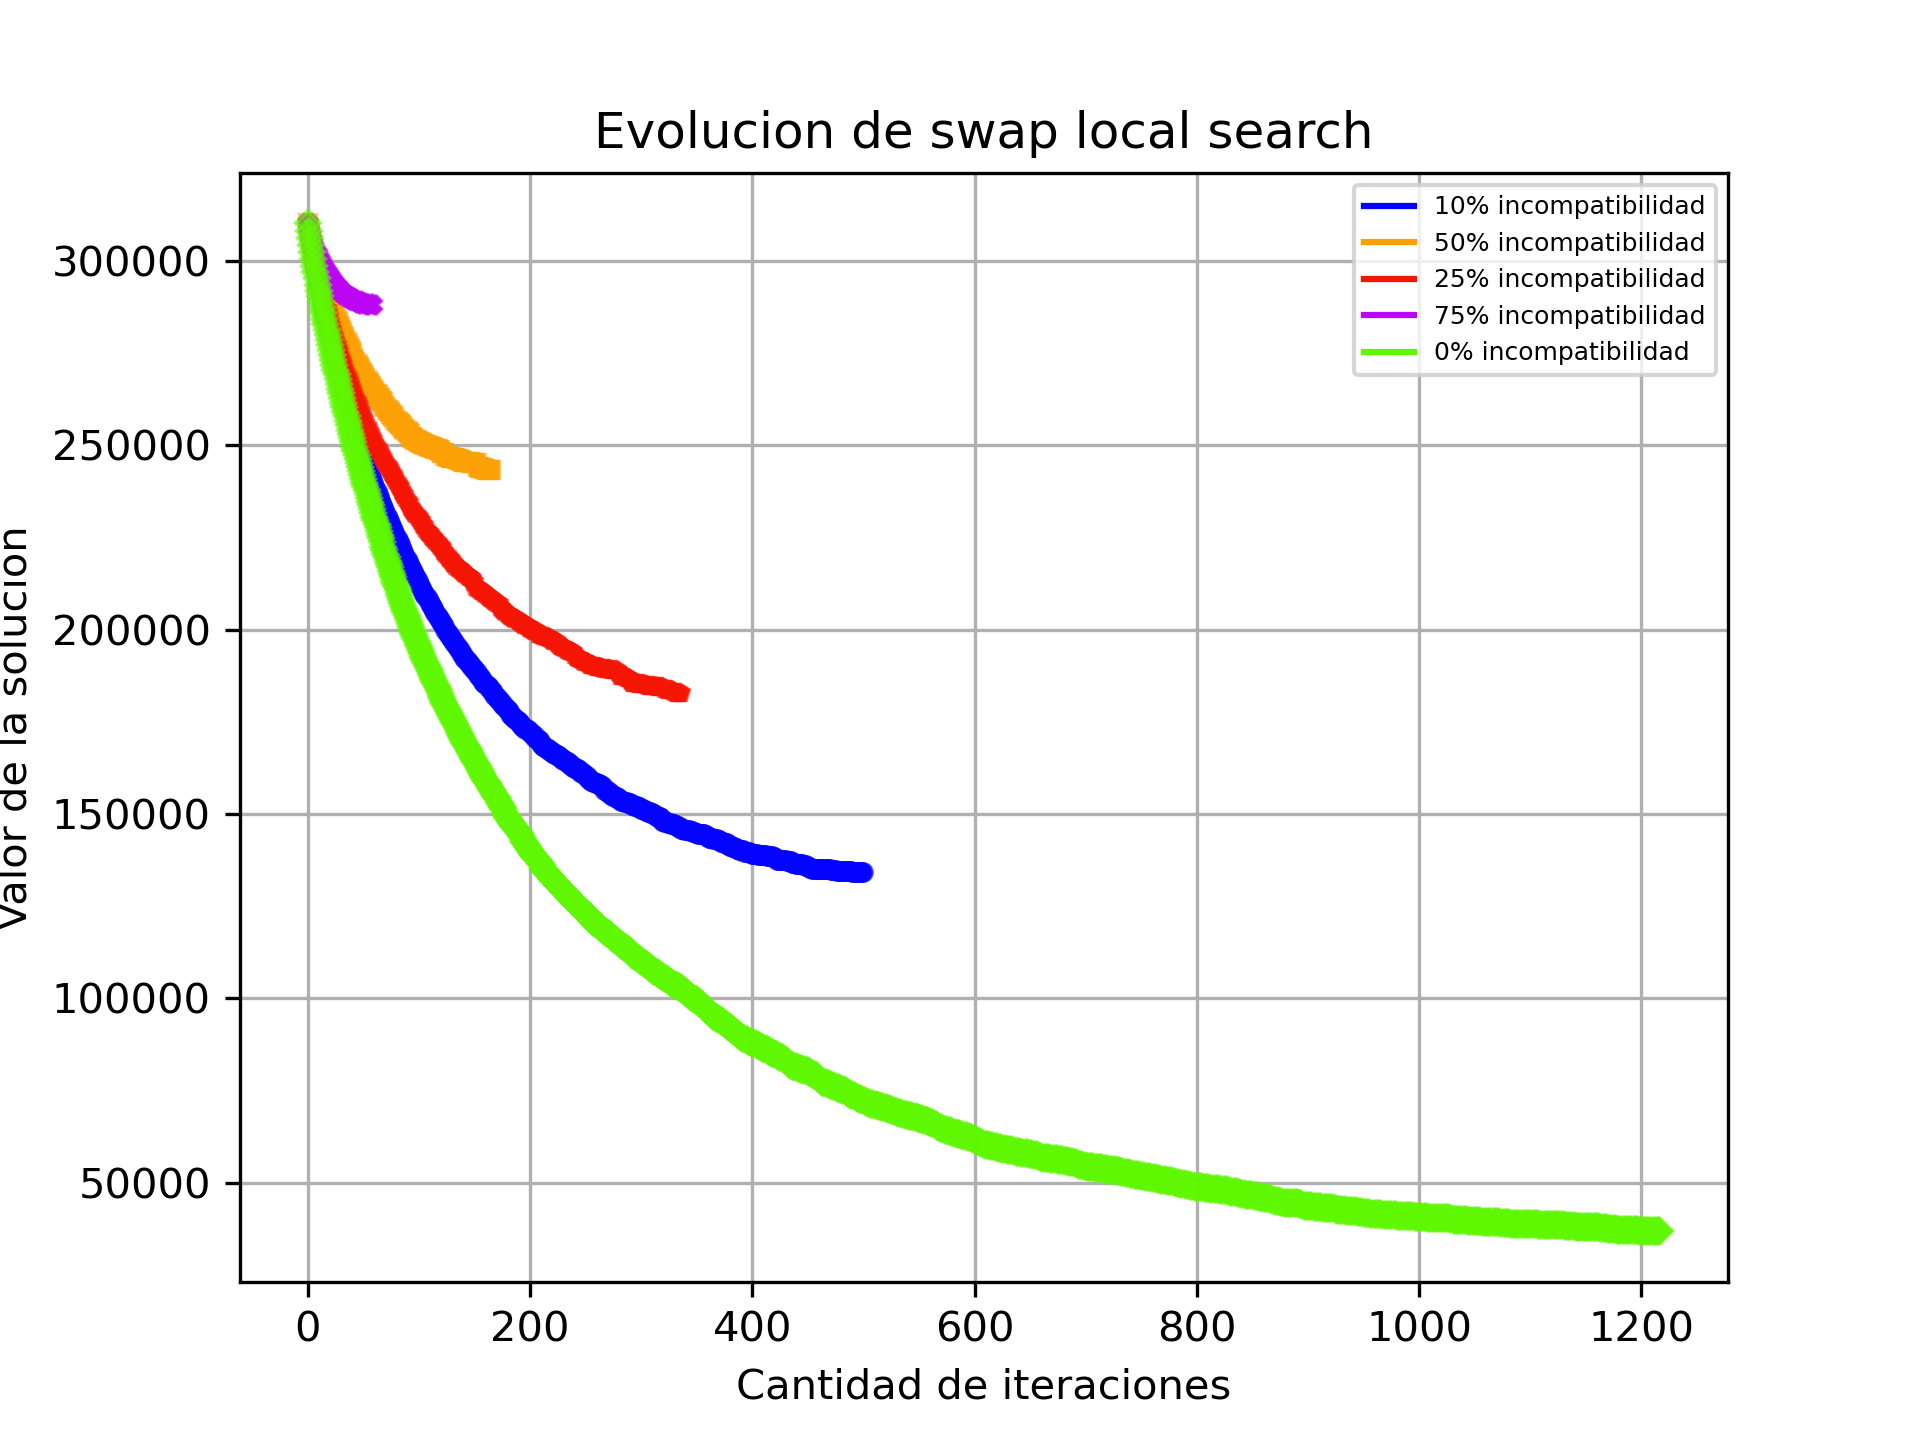 Evolucion de swap local search
10% incompatibilidad
50% incompatibilidad
25% incompatibilidad
75% incompatibilidad
0% incompatibilidad
300000
250000
200000
150000
100000
50000
Valor de la solucion
0 200 400 600 800 1000 1200
Cantidad de iteraciones